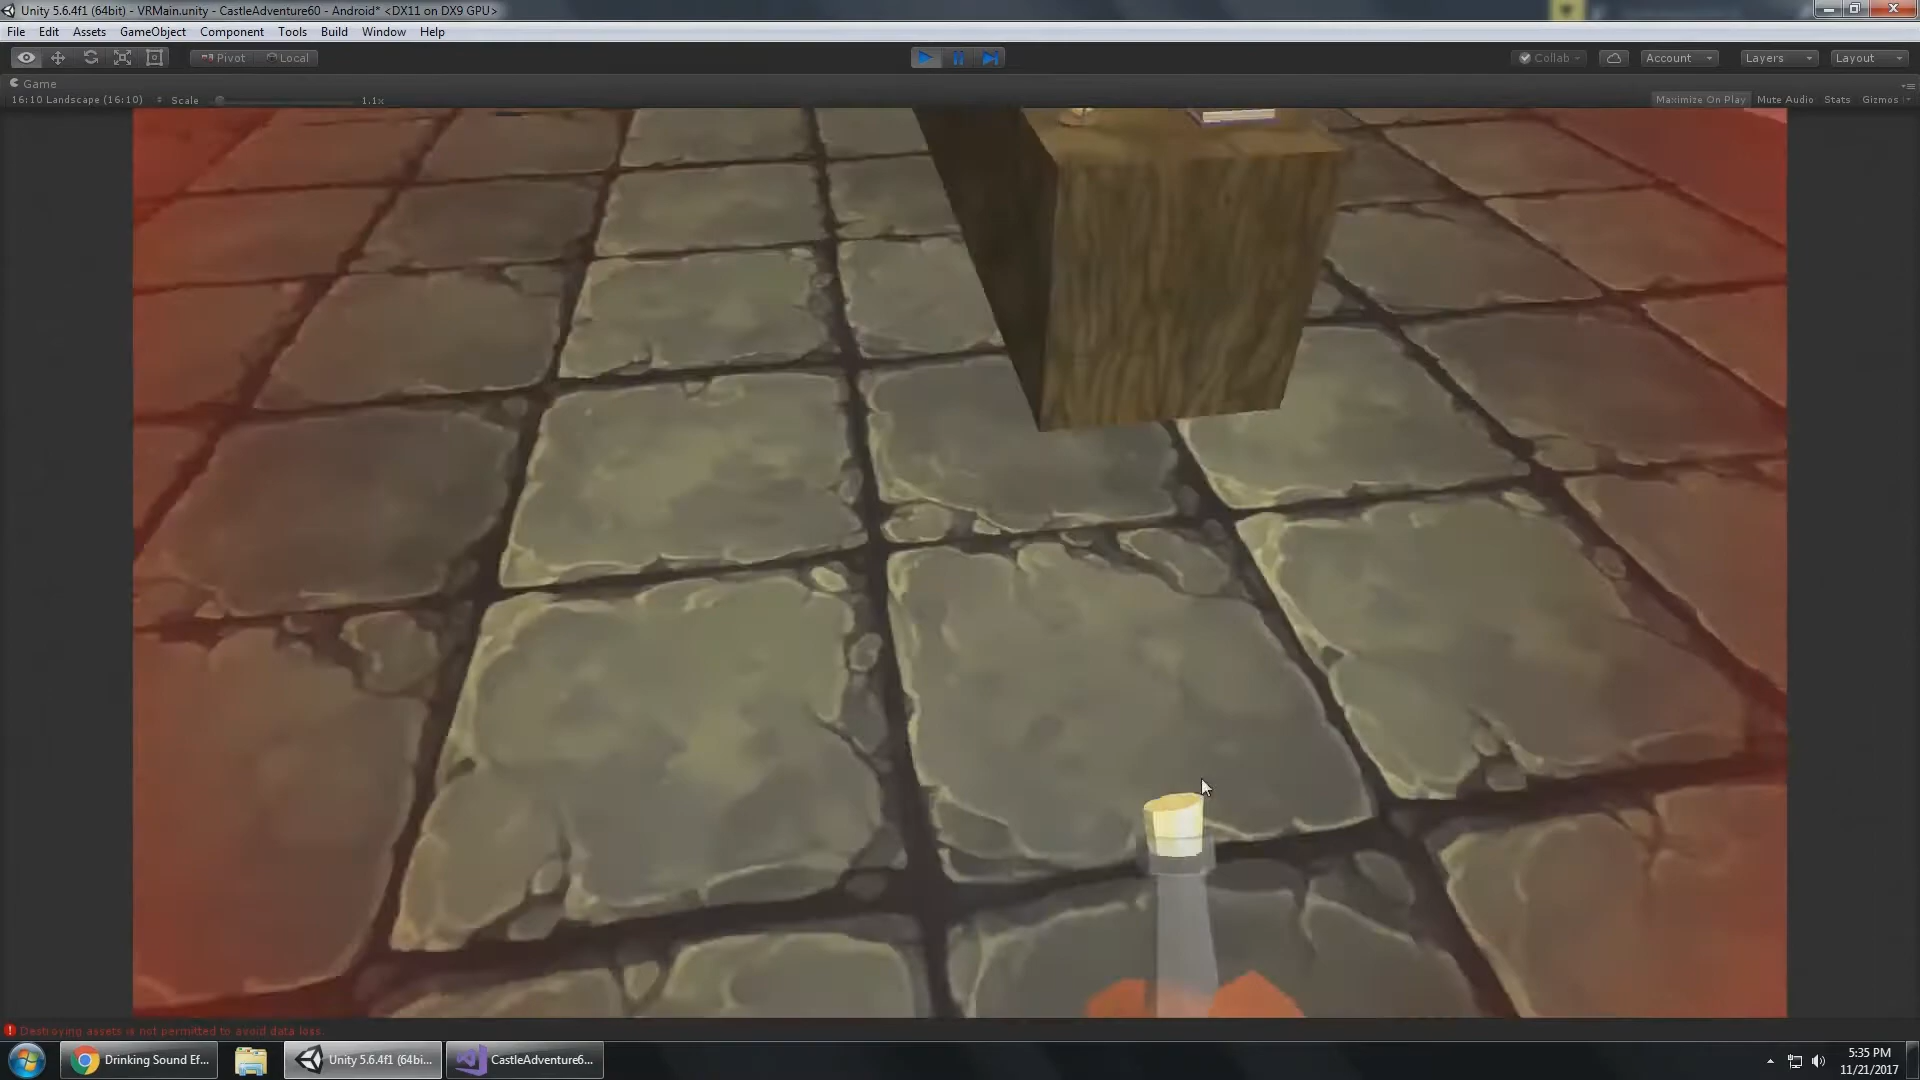 Unity 5.6.4f1 (64bit) - VRMain.unity - CastleAdventure60 - Android* <DX11 on DX9 GPU>
File Edit Assets GameObject Component Tools Build Window Help
Pivot Local Collab Account Layers Layout
Game
16:10 Landscape (16:10) Scale 1.1x Maximize On Play Mute Audio Stats Gizmos
Destroying assets is not permitted to avoid data loss.
Drinking Sound Ef... Unity 5.6.4f1 (64bi... CastleAdventure6...
5:35 PM
11/21/2017